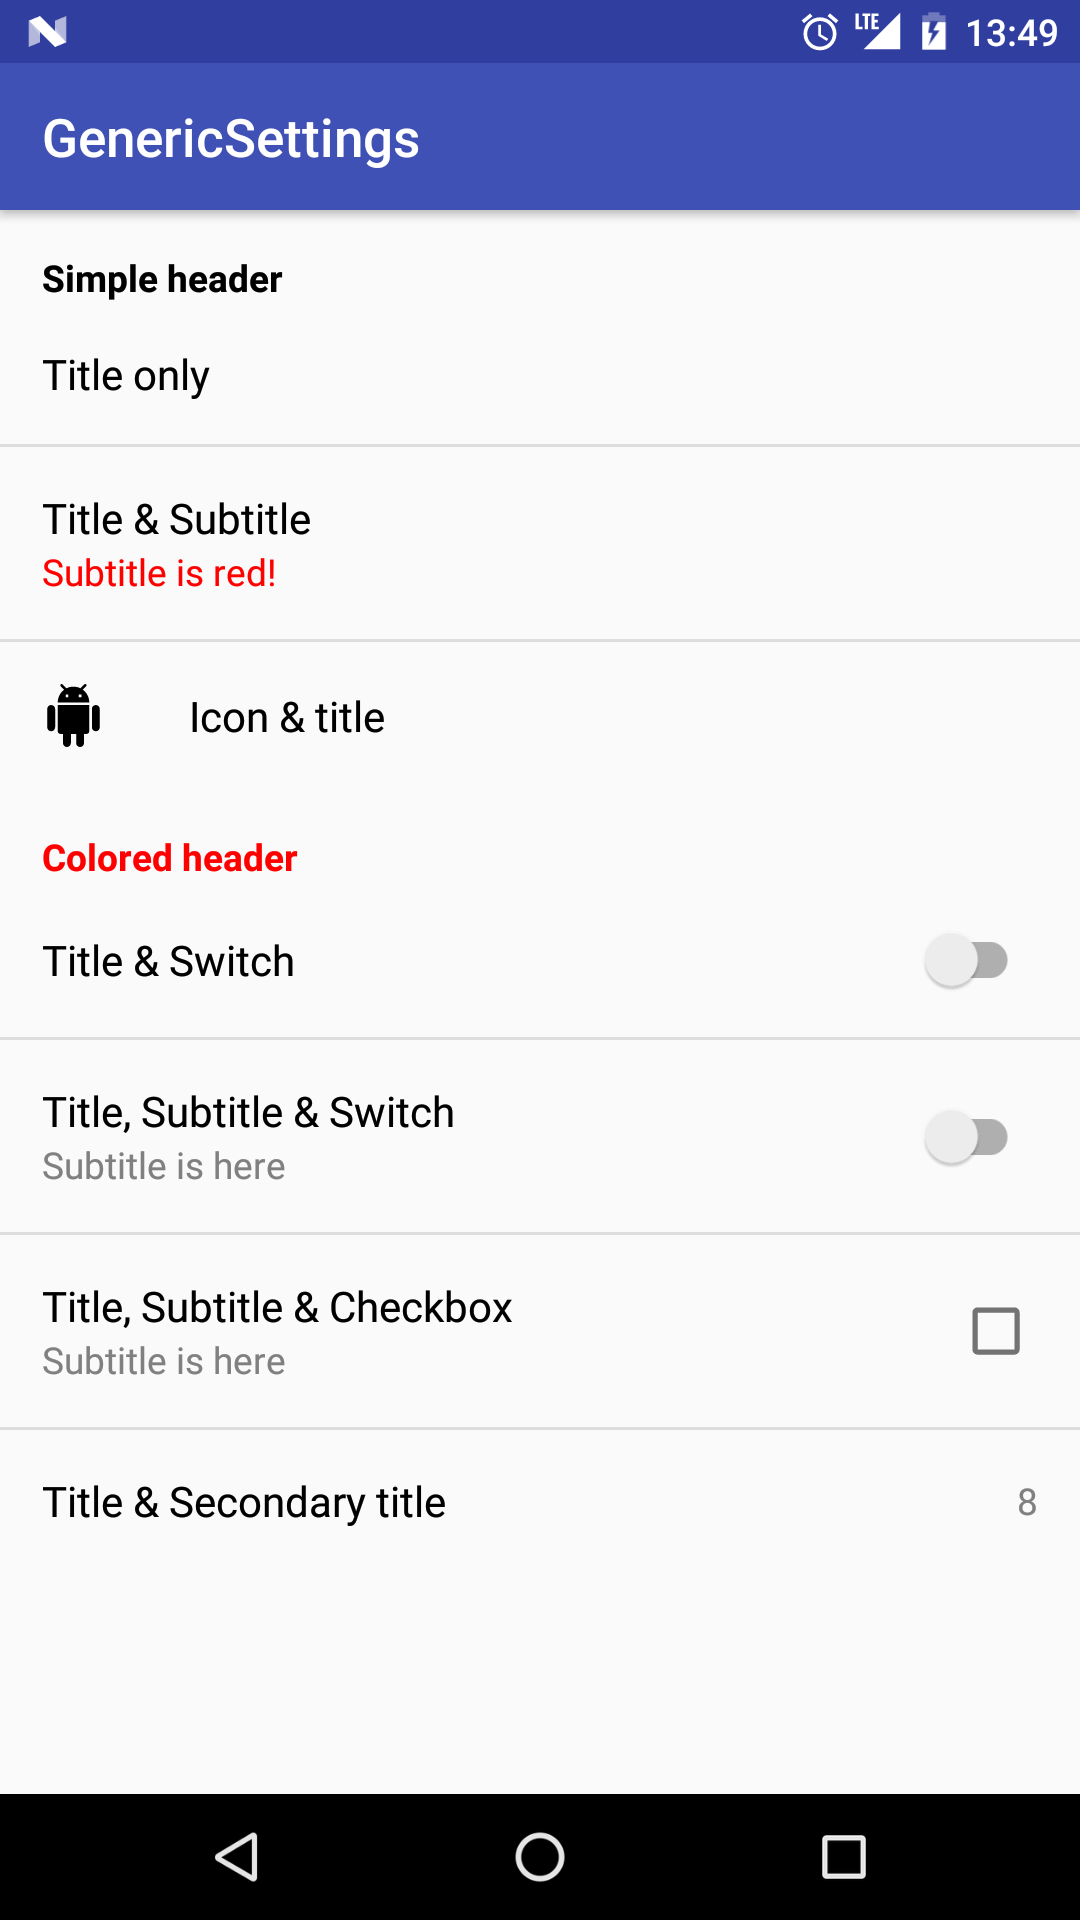 LTE 13:49
GenericSettings
Simple header
Title only
Title & Subtitle
Subtitle is red!
Icon & title
Colored header
Title & Switch
Title, Subtitle & Switch
Subtitle is here
Title, Subtitle & Checkbox
Subtitle is here
Title & Secondary title 8